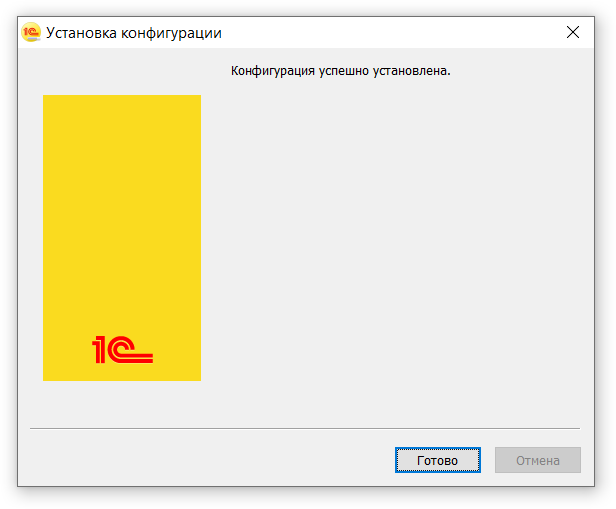 Установка конфигурации
Конфигурация успешно установлена.
1С
Готово
Отмена